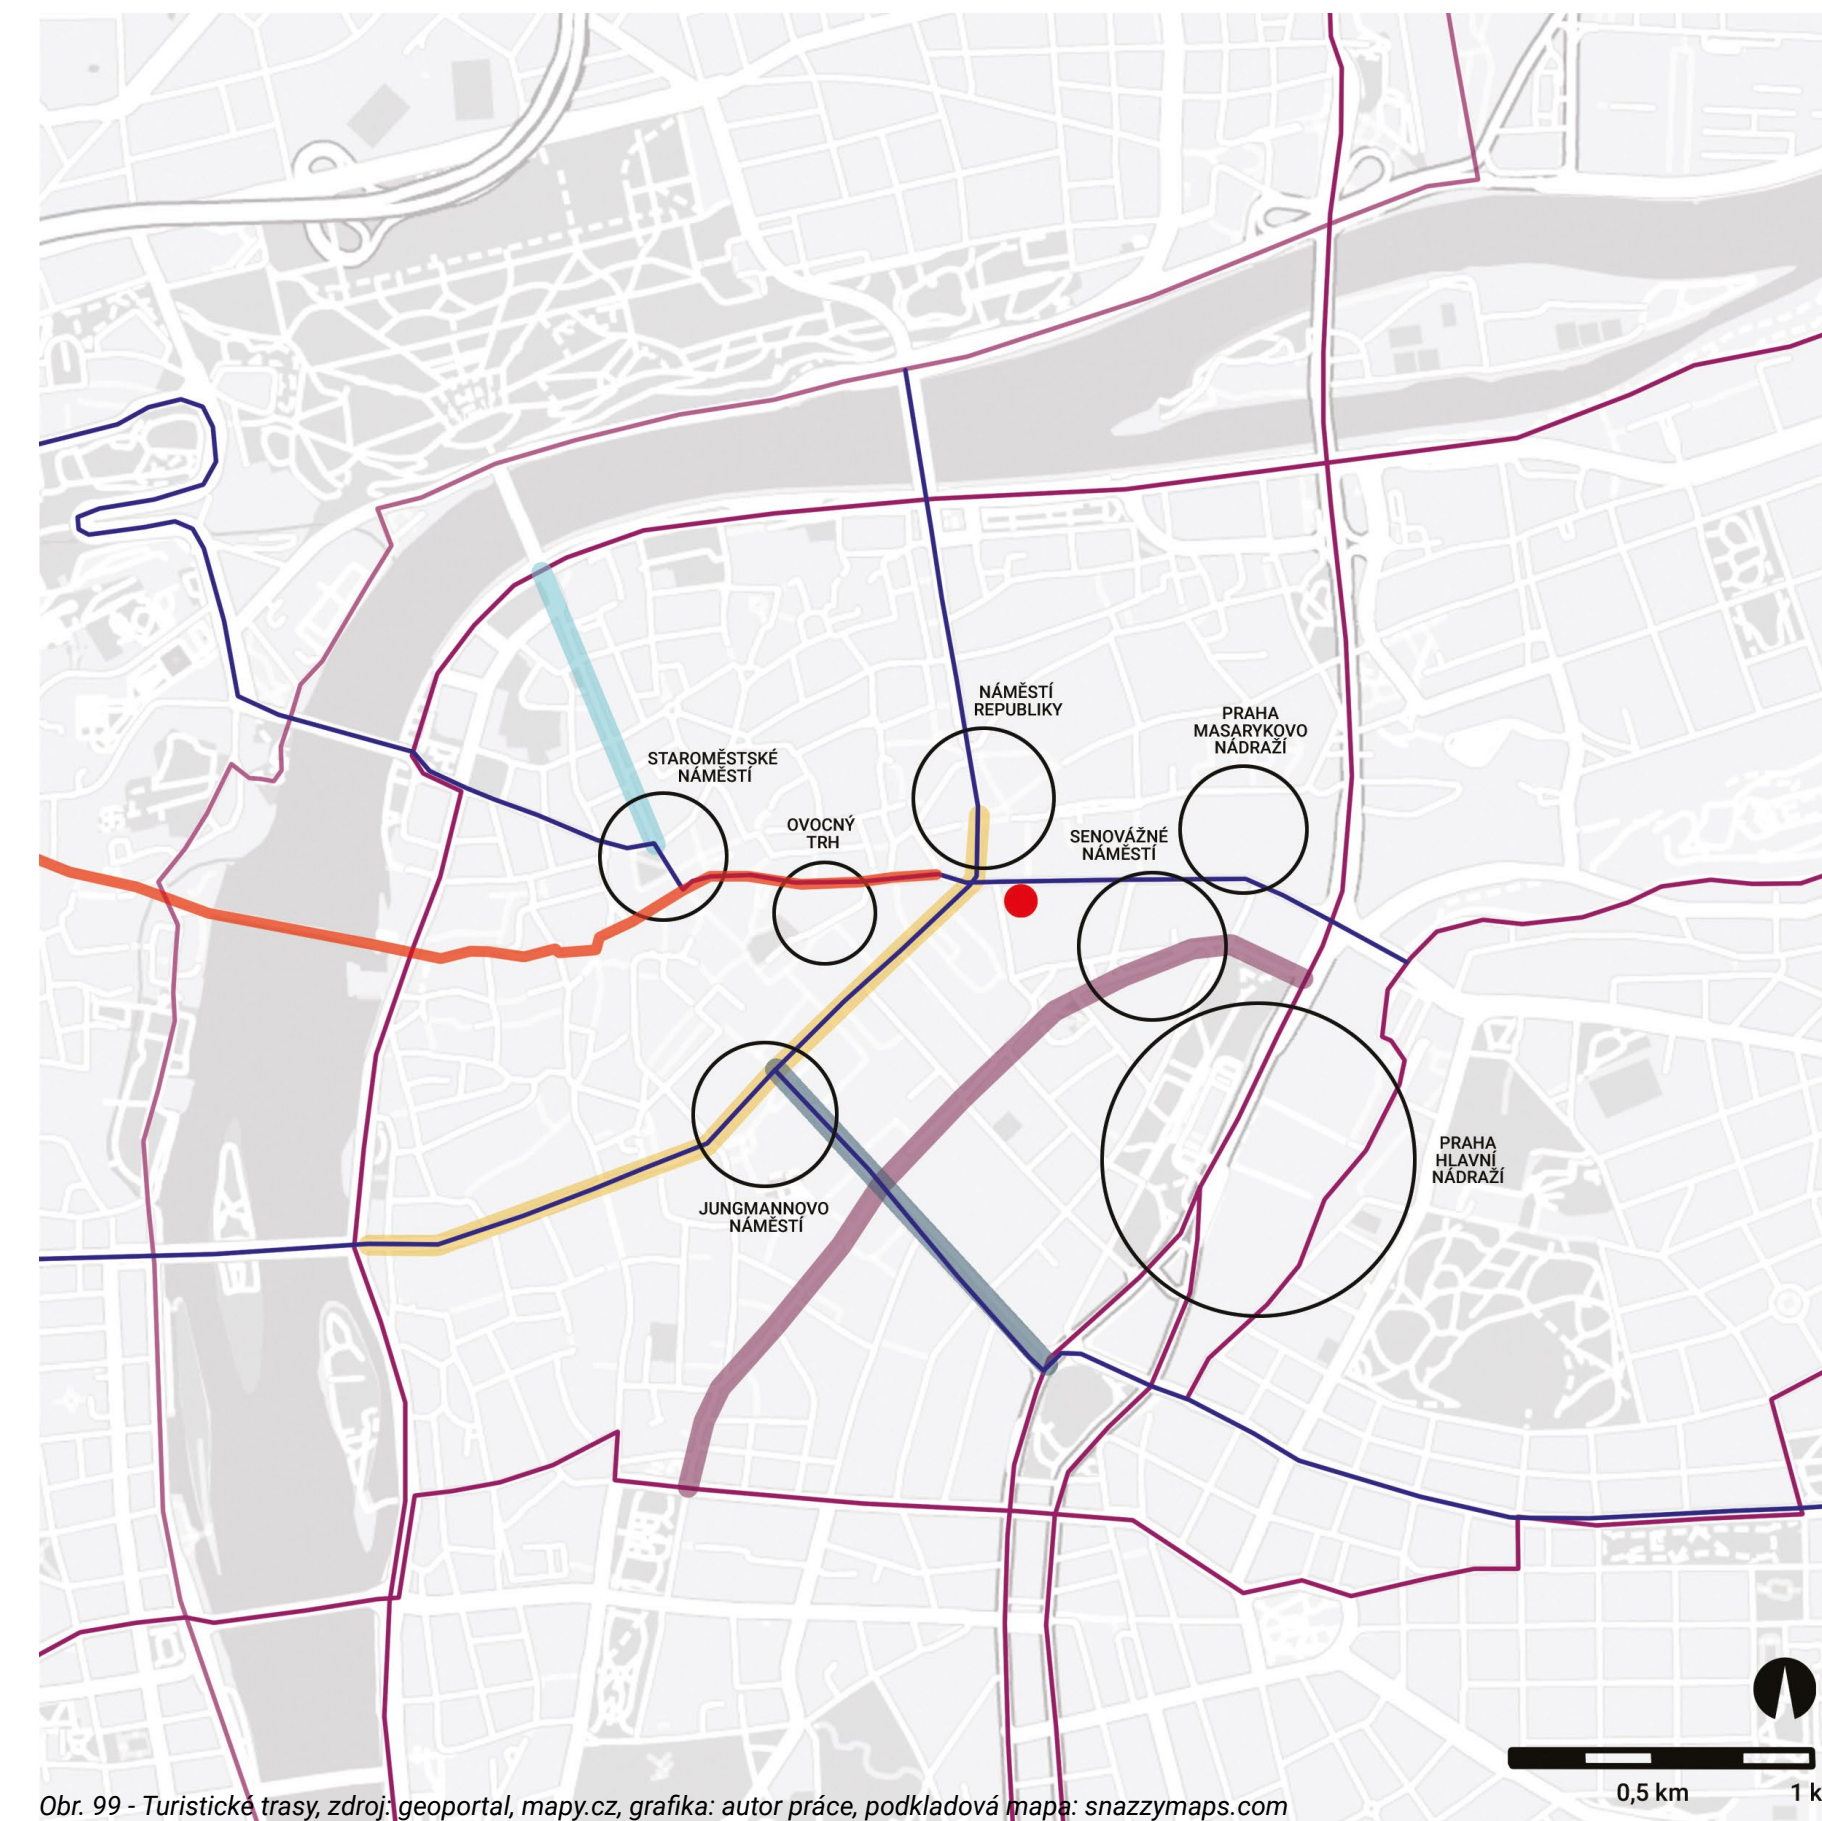 NÁMĚSTÍ
REPUBLIKY
PRAHA
MASARYKOVO
NÁDRAŽÍ
STAROMĚSTSKÉ
NÁMĚSTÍ
OVOCNÝ
TRH
SENOVÁŽNÉ
NÁMĚSTÍ
PRAHA
HLAVNÍ
NÁDRAŽÍ
JUNGMANNOVO
NÁMĚSTÍ
0,5 km
1 k
Obr. 99 - Turistické trasy, zdroj: geoportal, mapy.cz, grafika: autor práce, podkladová mapa: snazzymaps.com